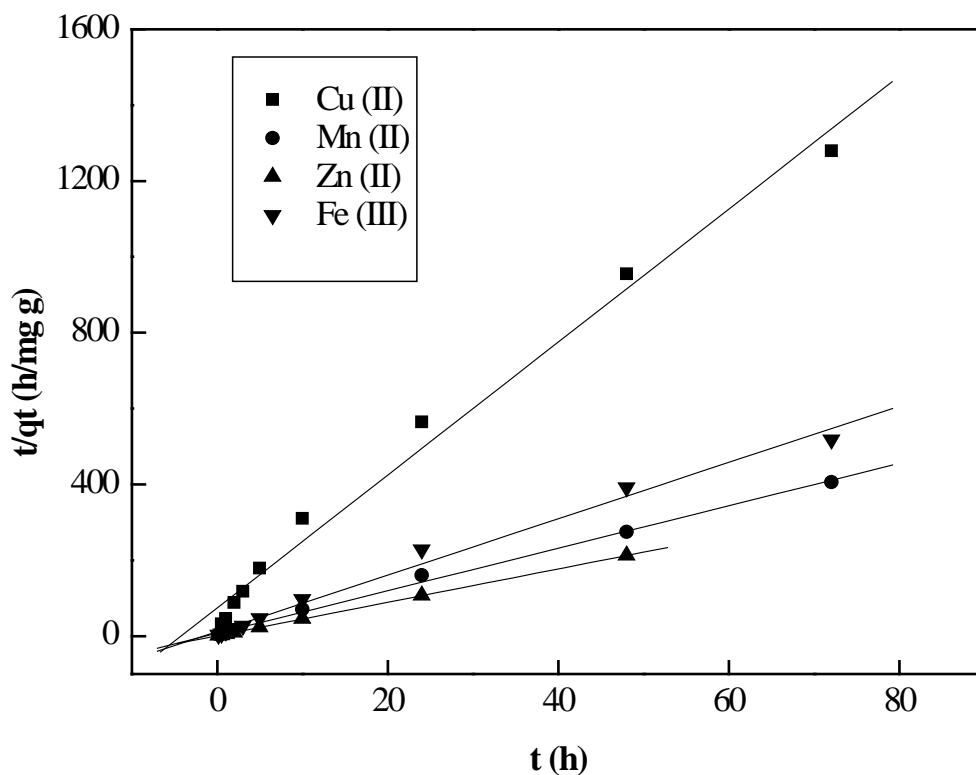 1600
1200
800
400
0
t/qt (h/mg g)
Cu (II)
Mn (II)
Zn (II)
Fe (III)
0 20 40 60 80
t (h)